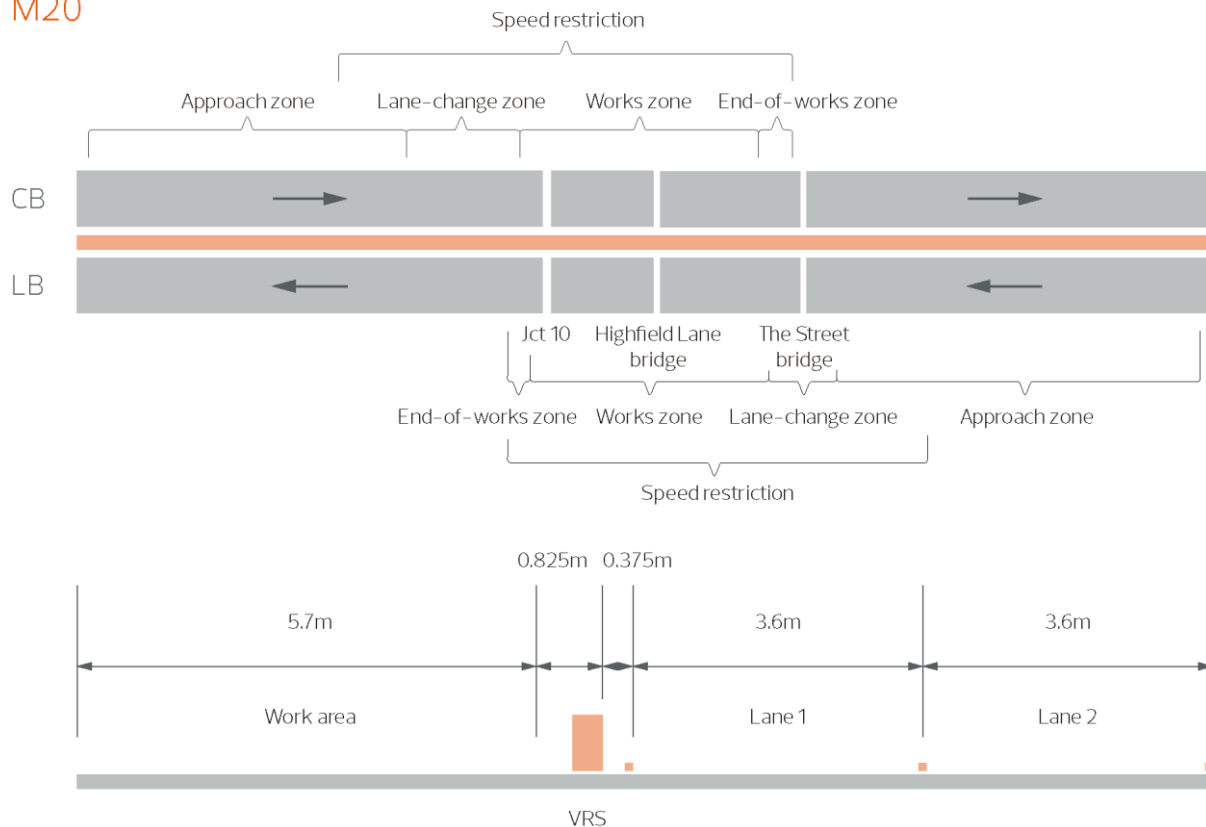 M20
Speed restriction
Approach zone
Lane-change zone
Works zone
End-of-works zone
CB
LB
Jct 10
Highfield Lane
bridge
The Street
bridge
End-of-works zone
Works zone
Lane-change zone
Approach zone
Speed restriction
0.825m
0.375m
5.7m
3.6m
3.6m
Work area
Lane 1
Lane 2
VRS